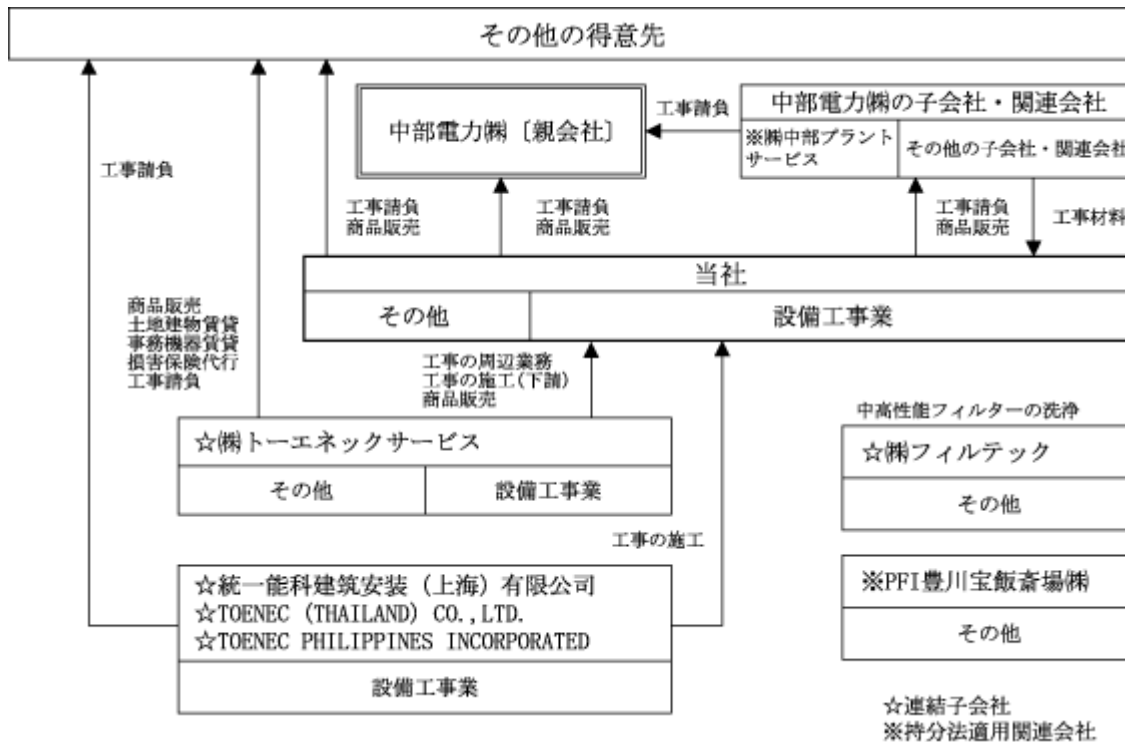 その他の得意先
中部電力㈱〔親会社〕
工事請負
中部電力㈱の子会社・関連会社
※㈱中部プラント
サービス
その他の子会社・関連会社
工事請負
工事請負
商品販売
工事請負
商品販売
工事請負
商品販売
工事材料
当社
その他
設備工事業
商品販売
土地建物賃貸
事務機器賃貸
損害保険代行
工事請負
工事の周辺業務
工事の施工(下請)
商品販売
☆㈱トーエネックサービス
その他
設備工事業
中高性能フィルターの洗浄
☆㈱フィルテック
その他
工事の施工
☆統一能科建筑安装（上海）有限公司
☆TOENEC (THAILAND) CO.,LTD.
☆TOENEC PHILIPPINES INCORPORATED
設備工事業
※PFI豊川宝飯斎場㈱
その他
☆連結子会社
※持分法適用関連会社